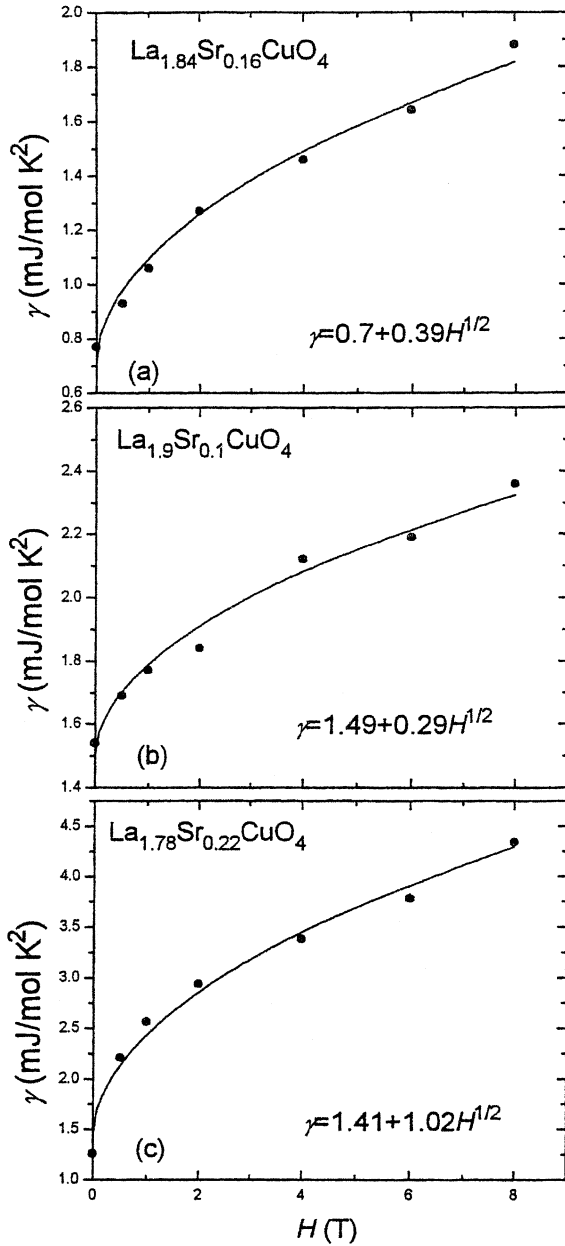 La1.84Sr0.16CuO4
2.0
1.8
1.6
1.4
1.2
1.0
0.8
0.6
γ (mJ/mol K2)
γ=0.7+0.39H1/2
(a)
La1.9Sr0.1CuO4
2.6
2.4
2.2
2.0
1.8
1.6
1.4
γ (mJ/mol K2)
γ=1.49+0.29H1/2
(b)
La1.78Sr0.22CuO4
4.5
4.0
3.5
3.0
2.5
2.0
1.5
1.0
γ (mJ/mol K2)
γ=1.41+1.02H1/2
(c)
0 2 4 6 8
H (T)